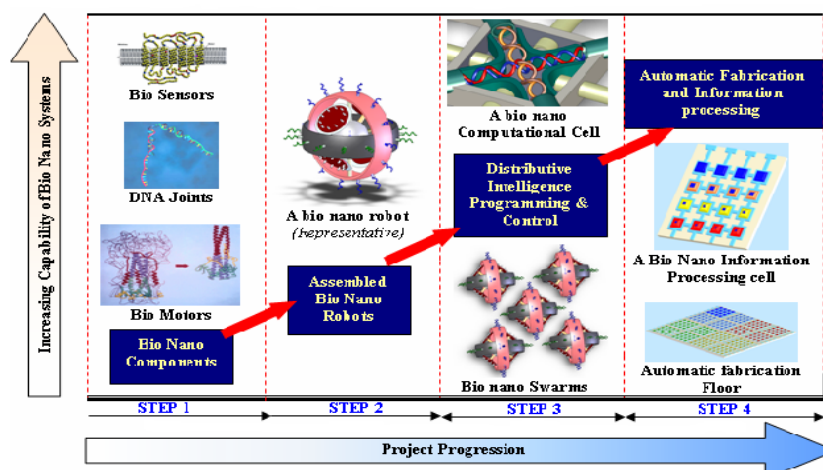 Increasing Capability of Bio Nano Systems
Bio Sensors
DNA Joints
Bio Motors
Bio Nano
Components
A bio nano robot
(Representative)
Assembled
Bio Nano
Robots
A bio nano
Computational Cell
Distributive
Intelligence
Programming &
Control
Bio nano Swarms
Automatic Fabrication
and Information
processing
A Bio Nano Information
Processing cell
Automatic fabrication
Floor
STEP 1
STEP 2
STEP 3
STEP 4
Project Progression